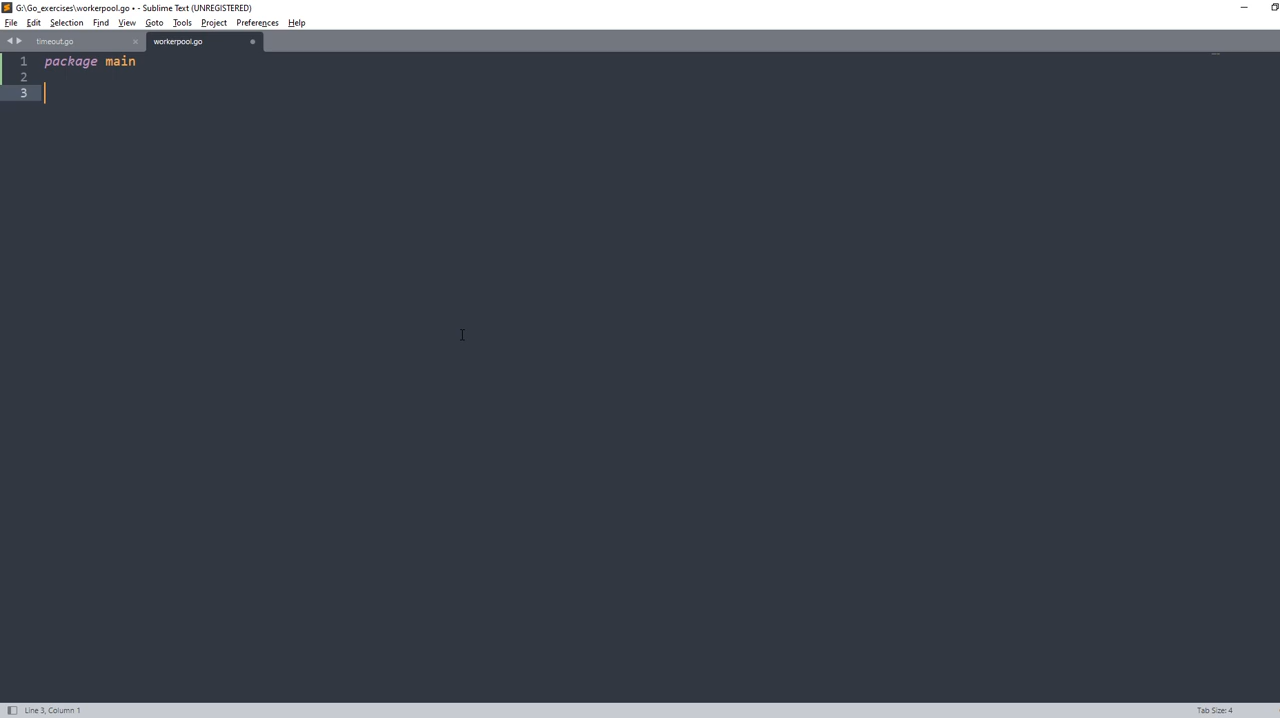 G:\Go_exercises\workerpool.go • - Sublime Text (UNREGISTERED)
File Edit Selection Find View Goto Tools Project Preferences Help
timeout.go workerpool.go
1 package main
2
3
Line 3, Column 1 Tab Size: 4